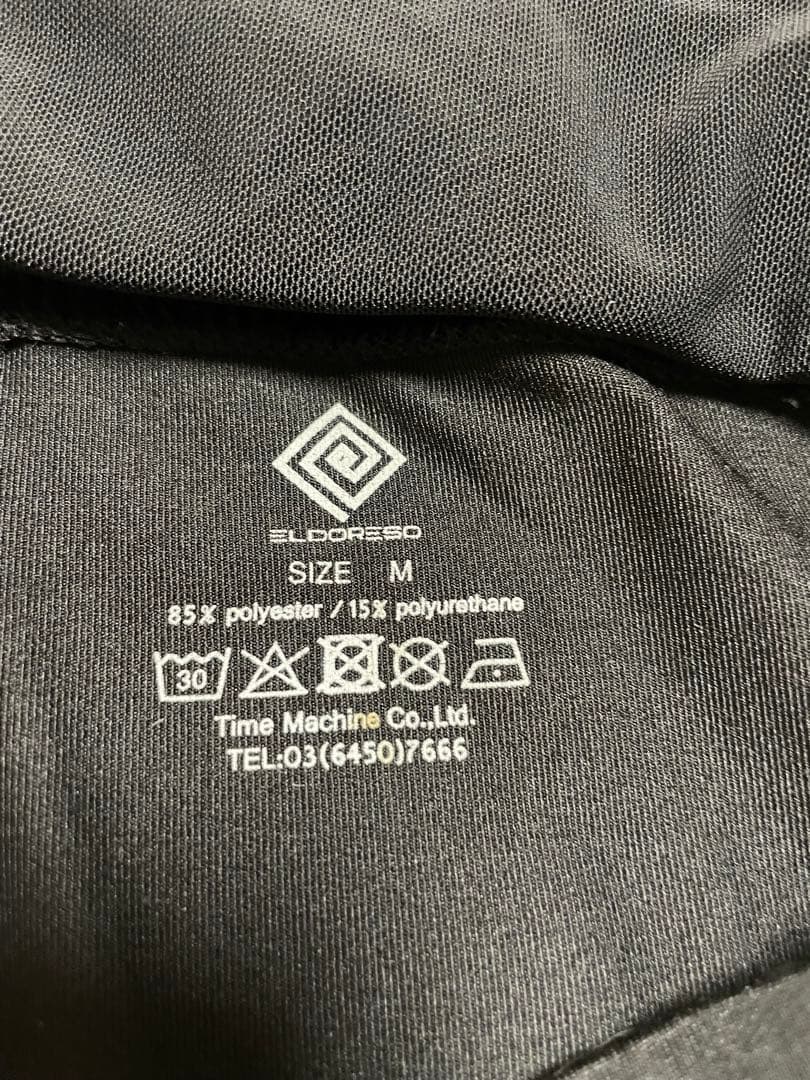 ELDORESO
SIZE M
85% polyester / 15% polyurethane
30
Time Machine Co.,Ltd.
TEL:03(6450)7666